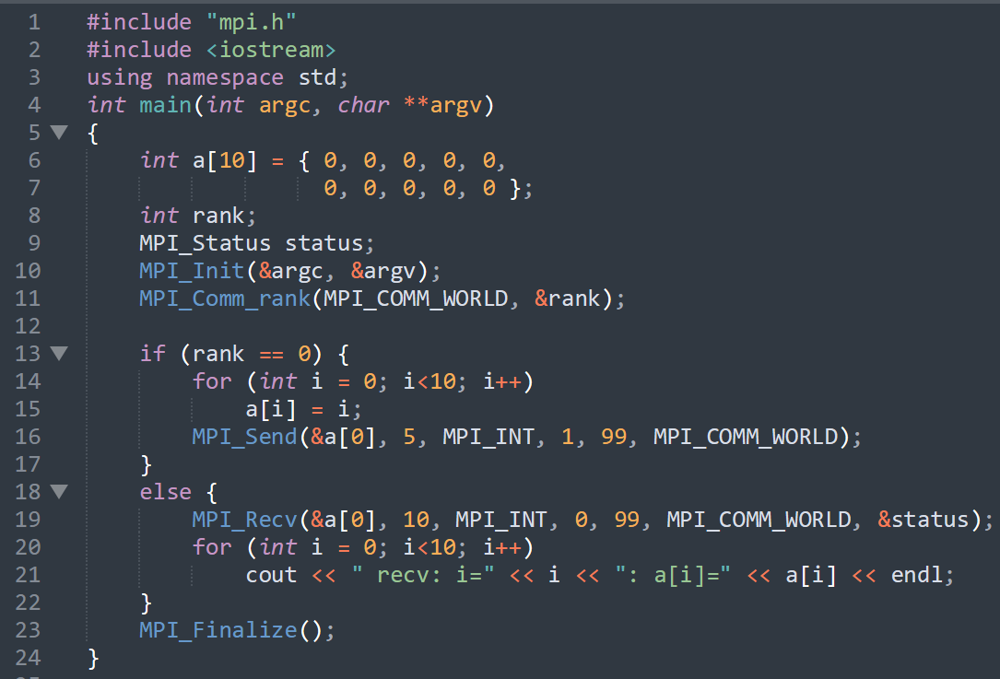 1 #include "mpi.h"
2 #include <iostream>
3 using namespace std;
4 int main(int argc, char **argv)
5 {
6     int a[10] = { 0, 0, 0, 0, 0,
7                   0, 0, 0, 0, 0 };
8     int rank;
9     MPI_Status status;
10     MPI_Init(&argc, &argv);
11     MPI_Comm_rank(MPI_COMM_WORLD, &rank);
12
13     if (rank == 0) {
14         for (int i = 0; i<10; i++)
15             a[i] = i;
16         MPI_Send(&a[0], 5, MPI_INT, 1, 99, MPI_COMM_WORLD);
17     }
18     else {
19         MPI_Recv(&a[0], 10, MPI_INT, 0, 99, MPI_COMM_WORLD, &status);
20         for (int i = 0; i<10; i++)
21             cout << " recv: i=" << i << ": a[i]=" << a[i] << endl;
22     }
23     MPI_Finalize();
24 }